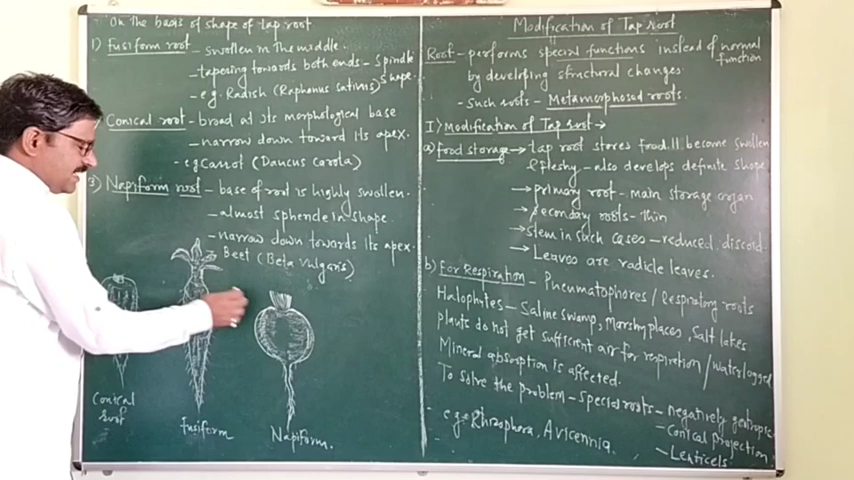 On the basis of shape of tap root
1) Fusiform root - swollen in the middle.
- tapesing towards both ends - Spindle shape.
- e.g. Radish (Raphanus sativus)
Conical root - broad at its morphological base
- narrow down toward its apex.
- e.g Carrot (Daucus carota)
3) Napiform root - base of root is highly swollen.
- almost spherical in shape
- narrow down towards its apex.
Beet (Beta vulgaris)
Conical root
fusiform
Napiform.
Modification of Tap root
Root - performs special functions instead of normal function
by developing structural changes.
- Such roots - Metamorphosed roots.
I> Modification of Tap root →
(a) food storage → tap root stores food. It become swollen
& fleshy - also develops definite shape
→ primary root - main storage organ
→ Secondary roots - Thin
→ Stem in such cases - reduced, discoid.
→ Leaves are radicle leaves.
b) For Respiration - Pneumatophores / respiratory roots
Halophites - Saline swamp, Marshy places, Salt lakes
plants do not get sufficient air for respiretion / waterlogged
Mineral absorption is affected.
To solve the problem - Special roots - negatively geotropic
- Conical projection
- Lenticels.
- e.g. Rhizophora, Avicennia.